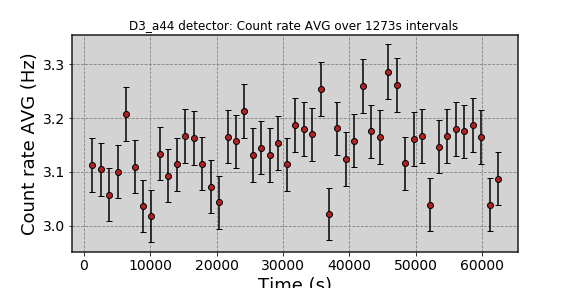 D3_a44 detector: Count rate AVG over 1273s intervals
Count rate AVG (Hz)
3.3
3.2
3.1
3.0
0 10000 20000 30000 40000 50000 60000
Time (s)